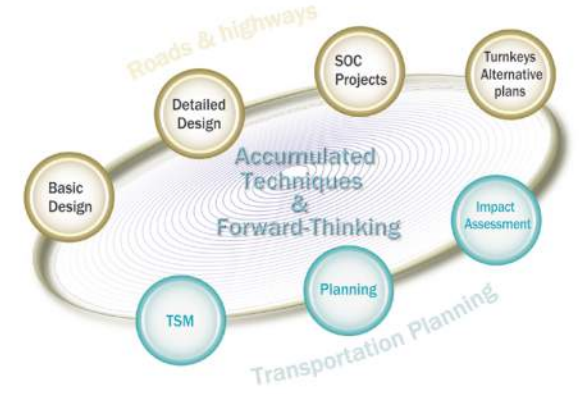 Roads & highways
SOC
Projects
Turnkeys
Alternative
plans
Detailed
Design
Basic
Design
Accumulated
Techniques
&
Forward-Thinking
Impact
Assessment
Planning
TSM
Transportation Planning